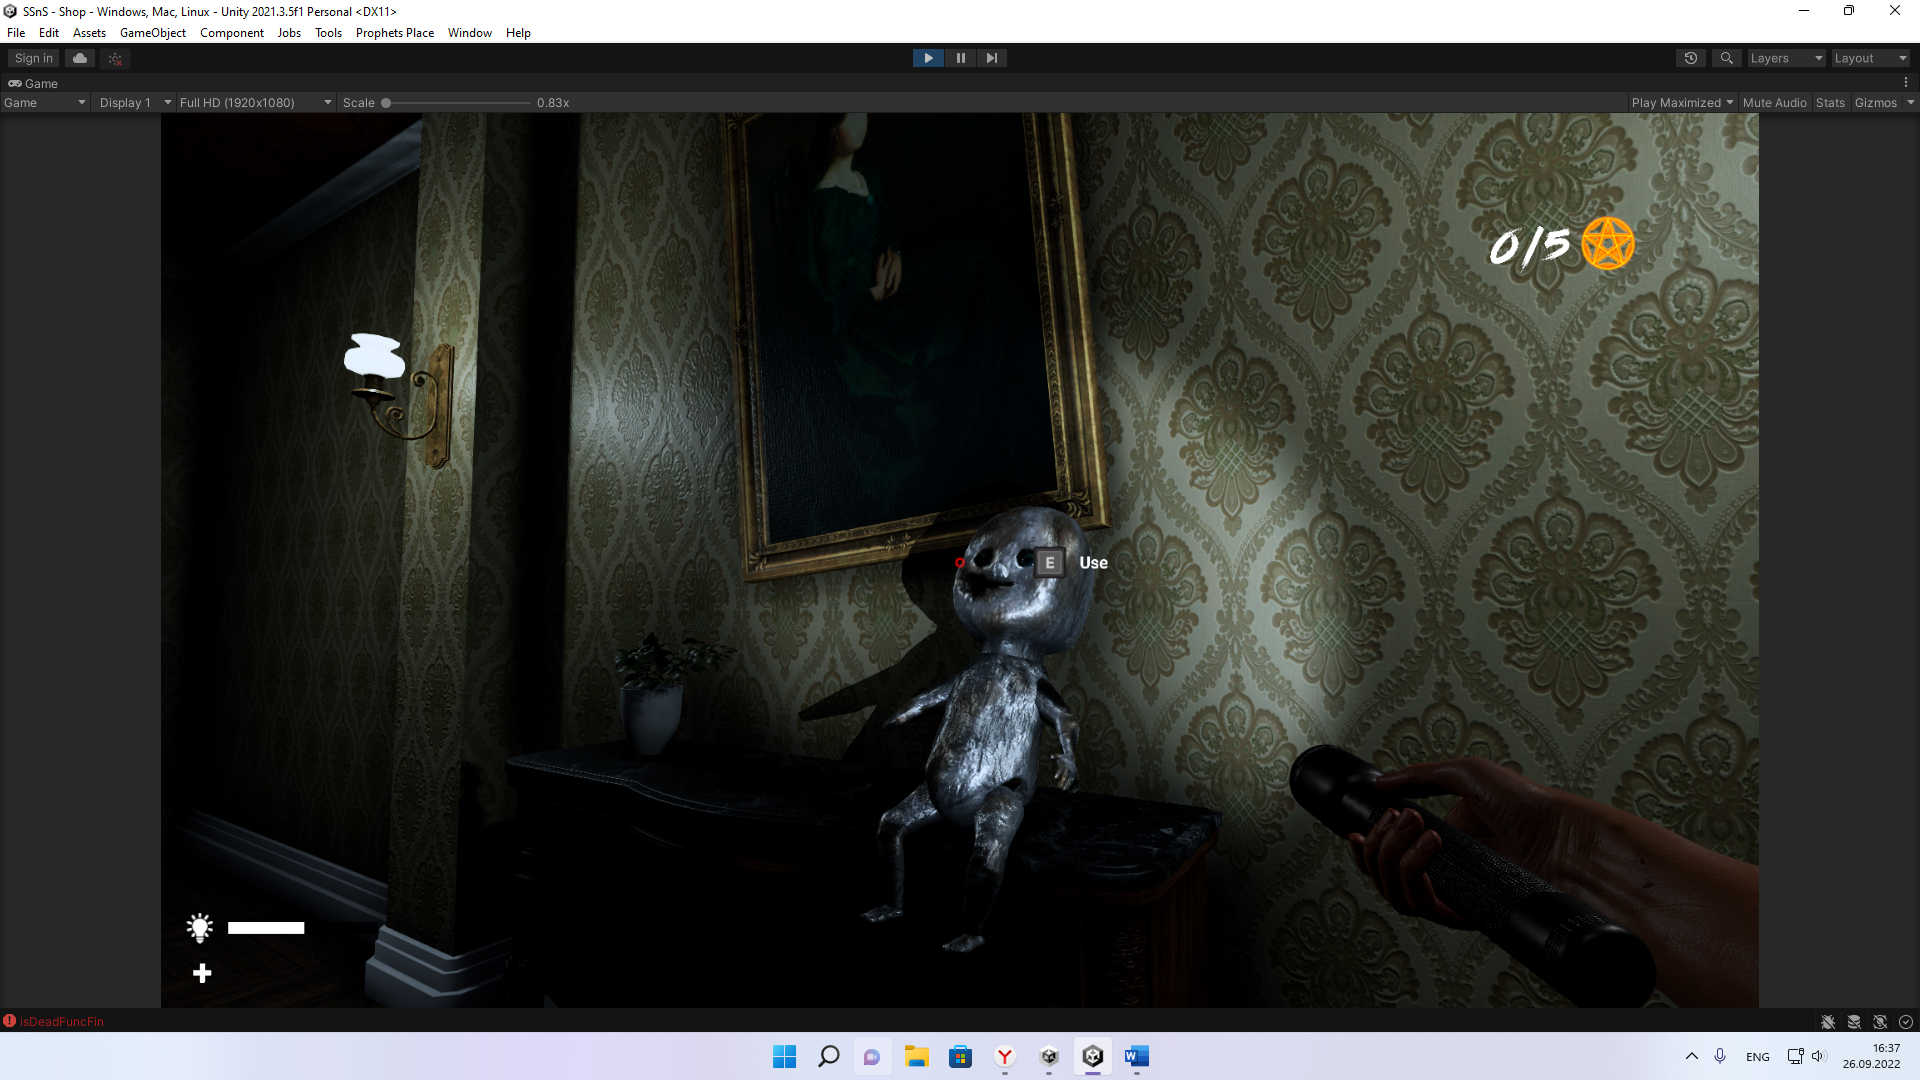 SSnS - Shop - Windows, Mac, Linux - Unity 2021.3.5f1 Personal <DX11>
File Edit Assets GameObject Component Jobs Tools Prophets Place Window Help
Sign in Layers Layout
Game
Game Display 1 Full HD (1920x1080) Scale 0.83x Play Maximized Mute Audio Stats Gizmos
0/5
E Use
isDeadFuncFin
ENG 16:37
26.09.2022